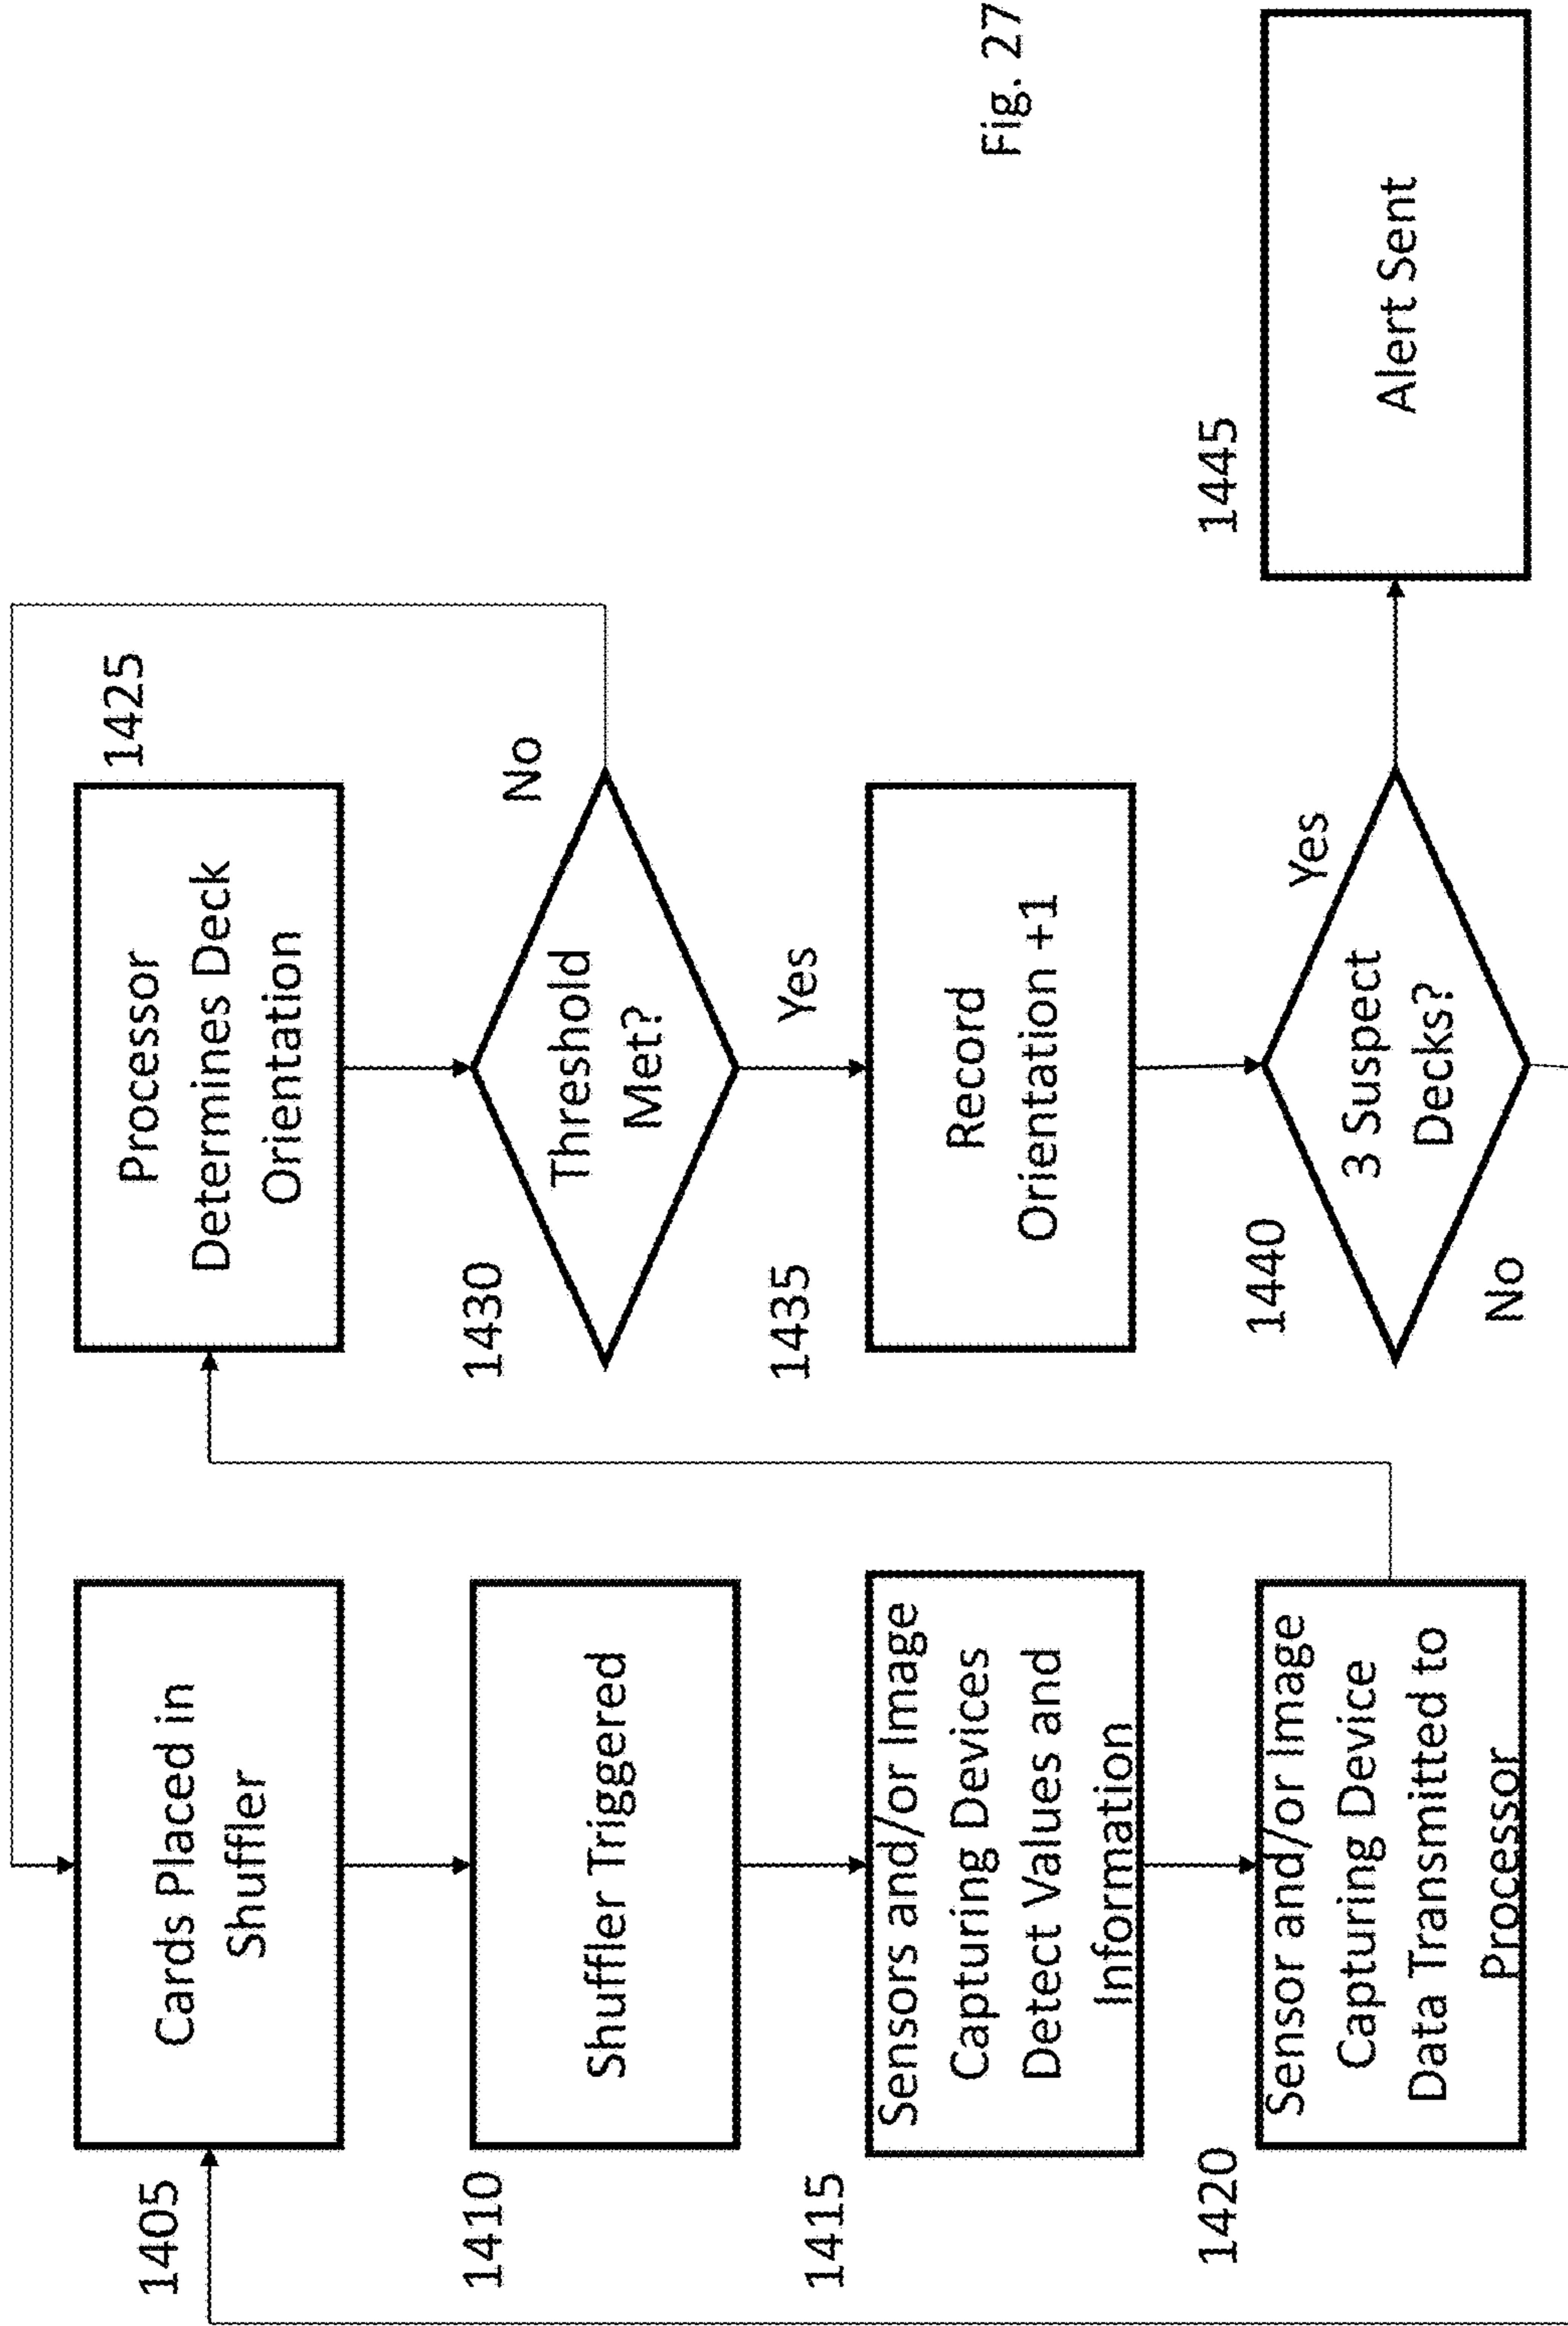 1405
Cards Placed in
Shuffler
1410
Shuffler Triggered
1415
Sensors and/or Image
Capturing Devices
Detect Values and
Information
1420
Sensor and/or Image
Capturing Device
Data Transmitted to
Processor
1425
Processor
Determines Deck
Orientation
1430
Threshold
Met?
No
Yes
1435
Record
Orientation +1
1440
3 Suspect
Decks?
Yes
No
1445
Alert Sent
Fig. 27